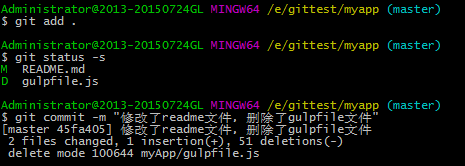 Administrator@2013-20150724GL MINGW64 /e/gittest/myapp (master)
$ git add .
Administrator@2013-20150724GL MINGW64 /e/gittest/myapp (master)
$ git status -s
M  README.md
D  gulpfile.js
Administrator@2013-20150724GL MINGW64 /e/gittest/myapp (master)
$ git commit -m "修改了readme文件, 删除了gulpfile文件"
[master 45fa405] 修改了readme文件, 删除了gulpfile文件
 2 files changed, 1 insertion(+), 51 deletions(-)
 delete mode 100644 myApp/gulpfile.js